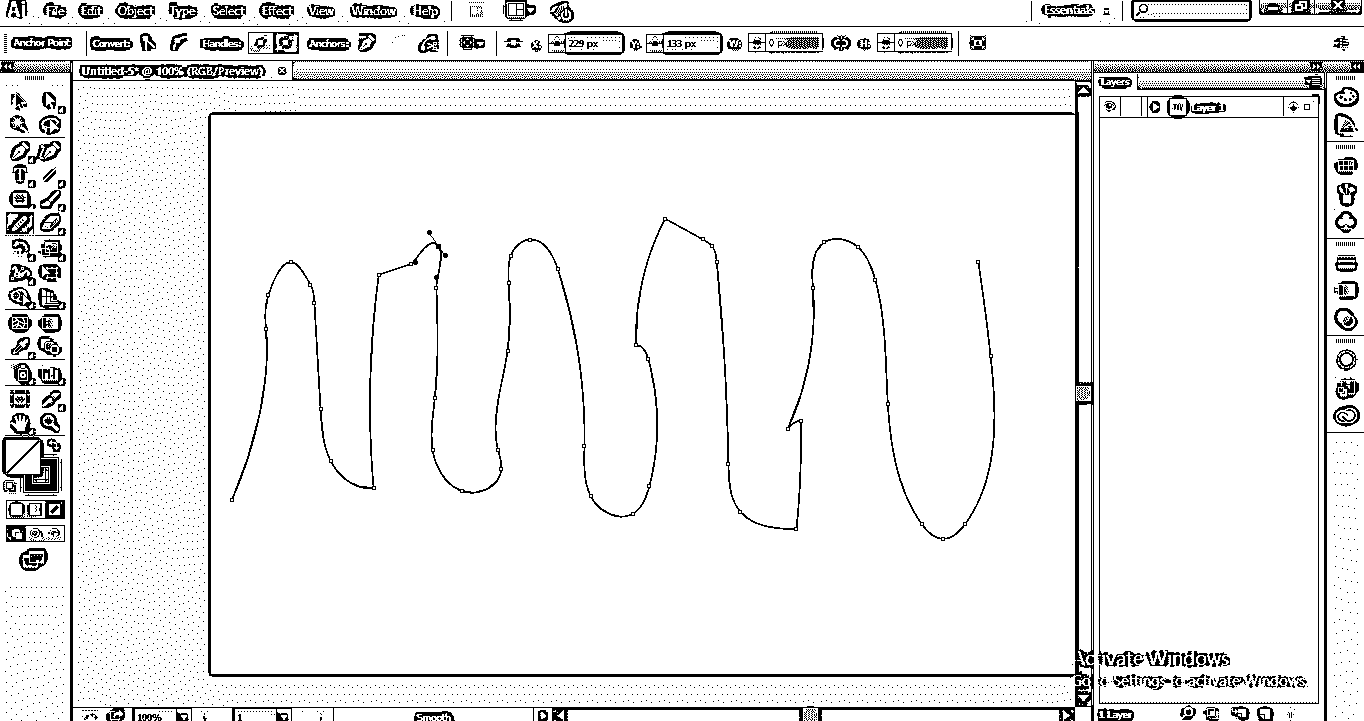 Ai File Edit Object Type Select Effect View Window Help Essentials
Anchor Point Convert: Handles: Anchors: X: 229 px Y: 133 px W: 0 px H: 0 px
Untitled-5* @ 100% (RGB/Preview)
Layers
Layer 1
Activate Windows
Go to Settings to activate Windows.
100% 1 Smooth 1 Layer